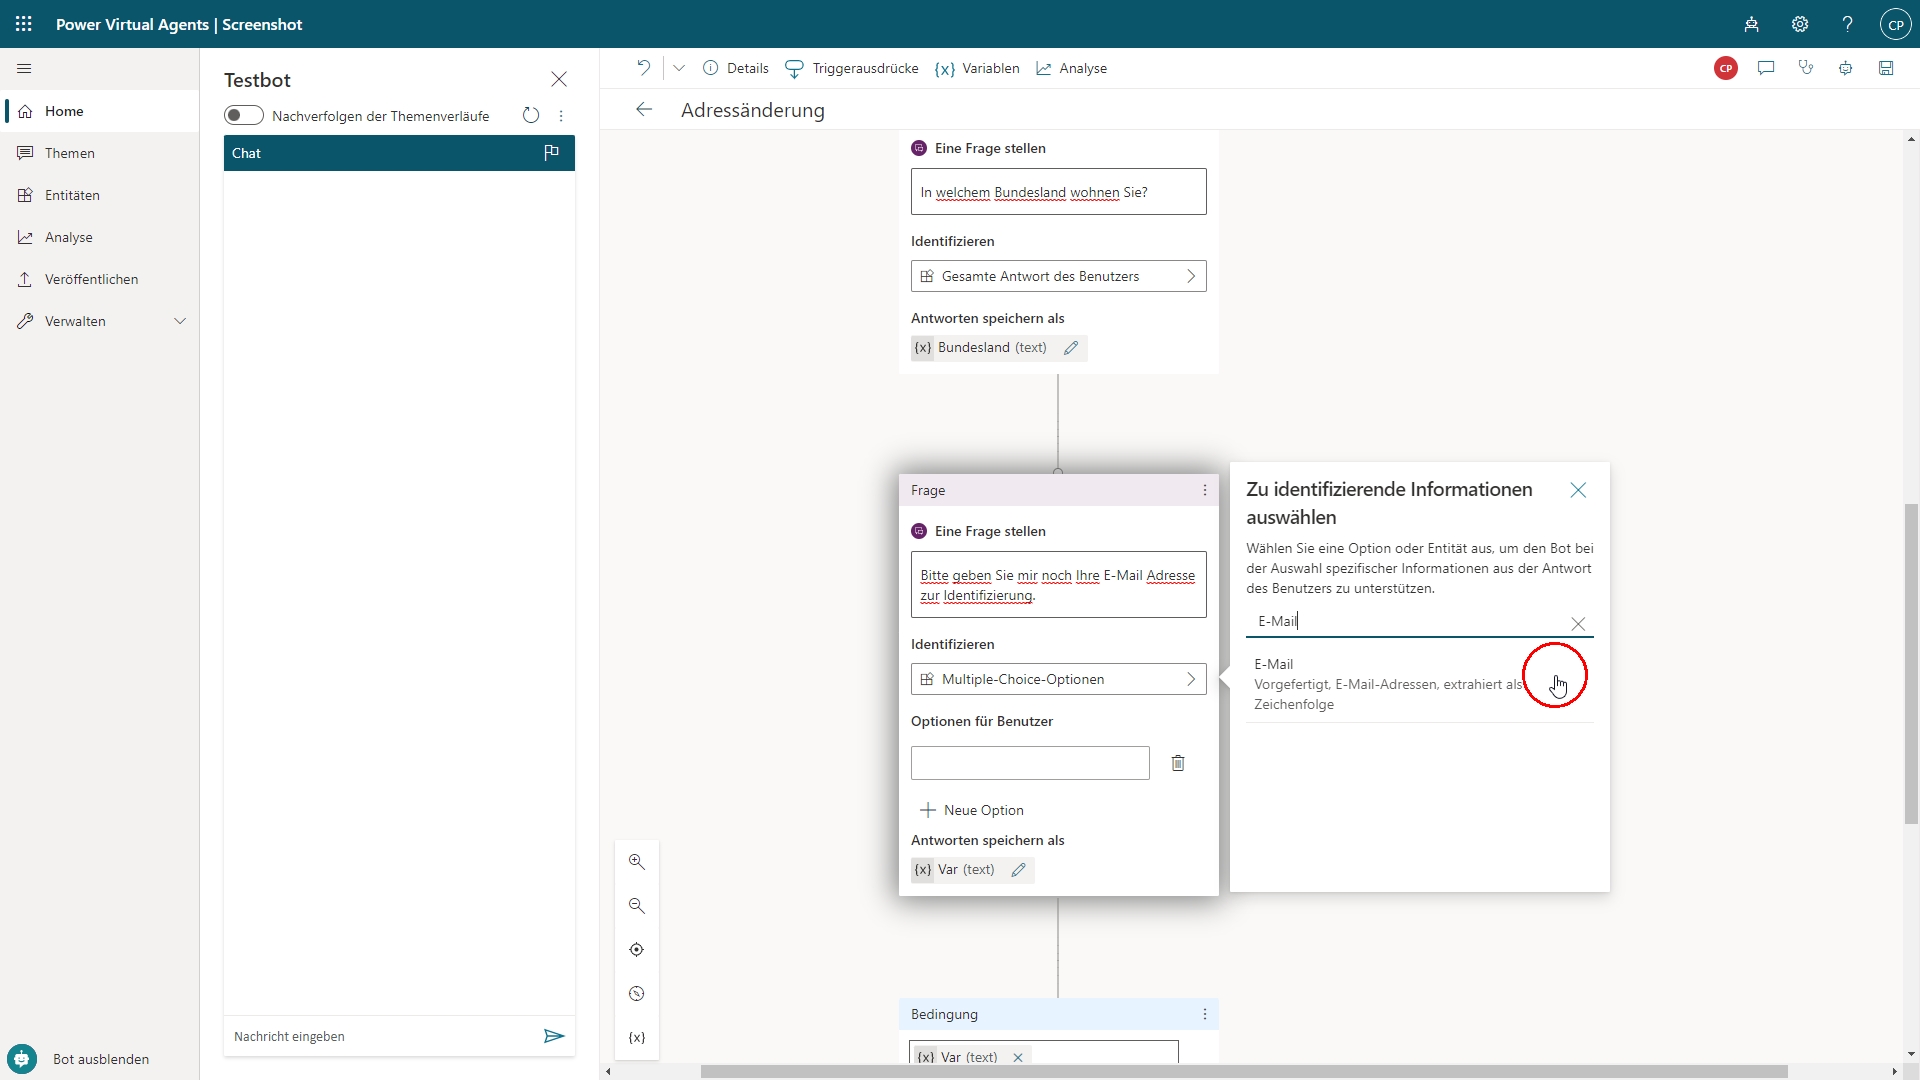 Power Virtual Agents | Screenshot
CP
Home
Themen
Entitäten
Analyse
Veröffentlichen
Verwalten
Bot ausblenden
Testbot
Nachverfolgen der Themenverläufe
Chat
Nachricht eingeben
Details
Triggerausdrücke
{x} Variablen
Analyse
CP
Adressänderung
Eine Frage stellen
In welchem Bundesland wohnen Sie?
Identifizieren
Gesamte Antwort des Benutzers
Antworten speichern als
{x} Bundesland (text)
Frage
Eine Frage stellen
Bitte geben Sie mir noch Ihre E-Mail Adresse
zur Identifizierung.
Identifizieren
Multiple-Choice-Optionen
Optionen für Benutzer
Neue Option
Antworten speichern als
{x} Var (text)
Zu identifizierende Informationen
auswählen
Wählen Sie eine Option oder Entität aus, um den Bot bei
der Auswahl spezifischer Informationen aus der Antwort
des Benutzers zu unterstützen.
E-Mail
E-Mail
Vorgefertigt, E-Mail-Adressen, extrahiert als
Zeichenfolge
{x}
Bedingung
{x} Var (text)